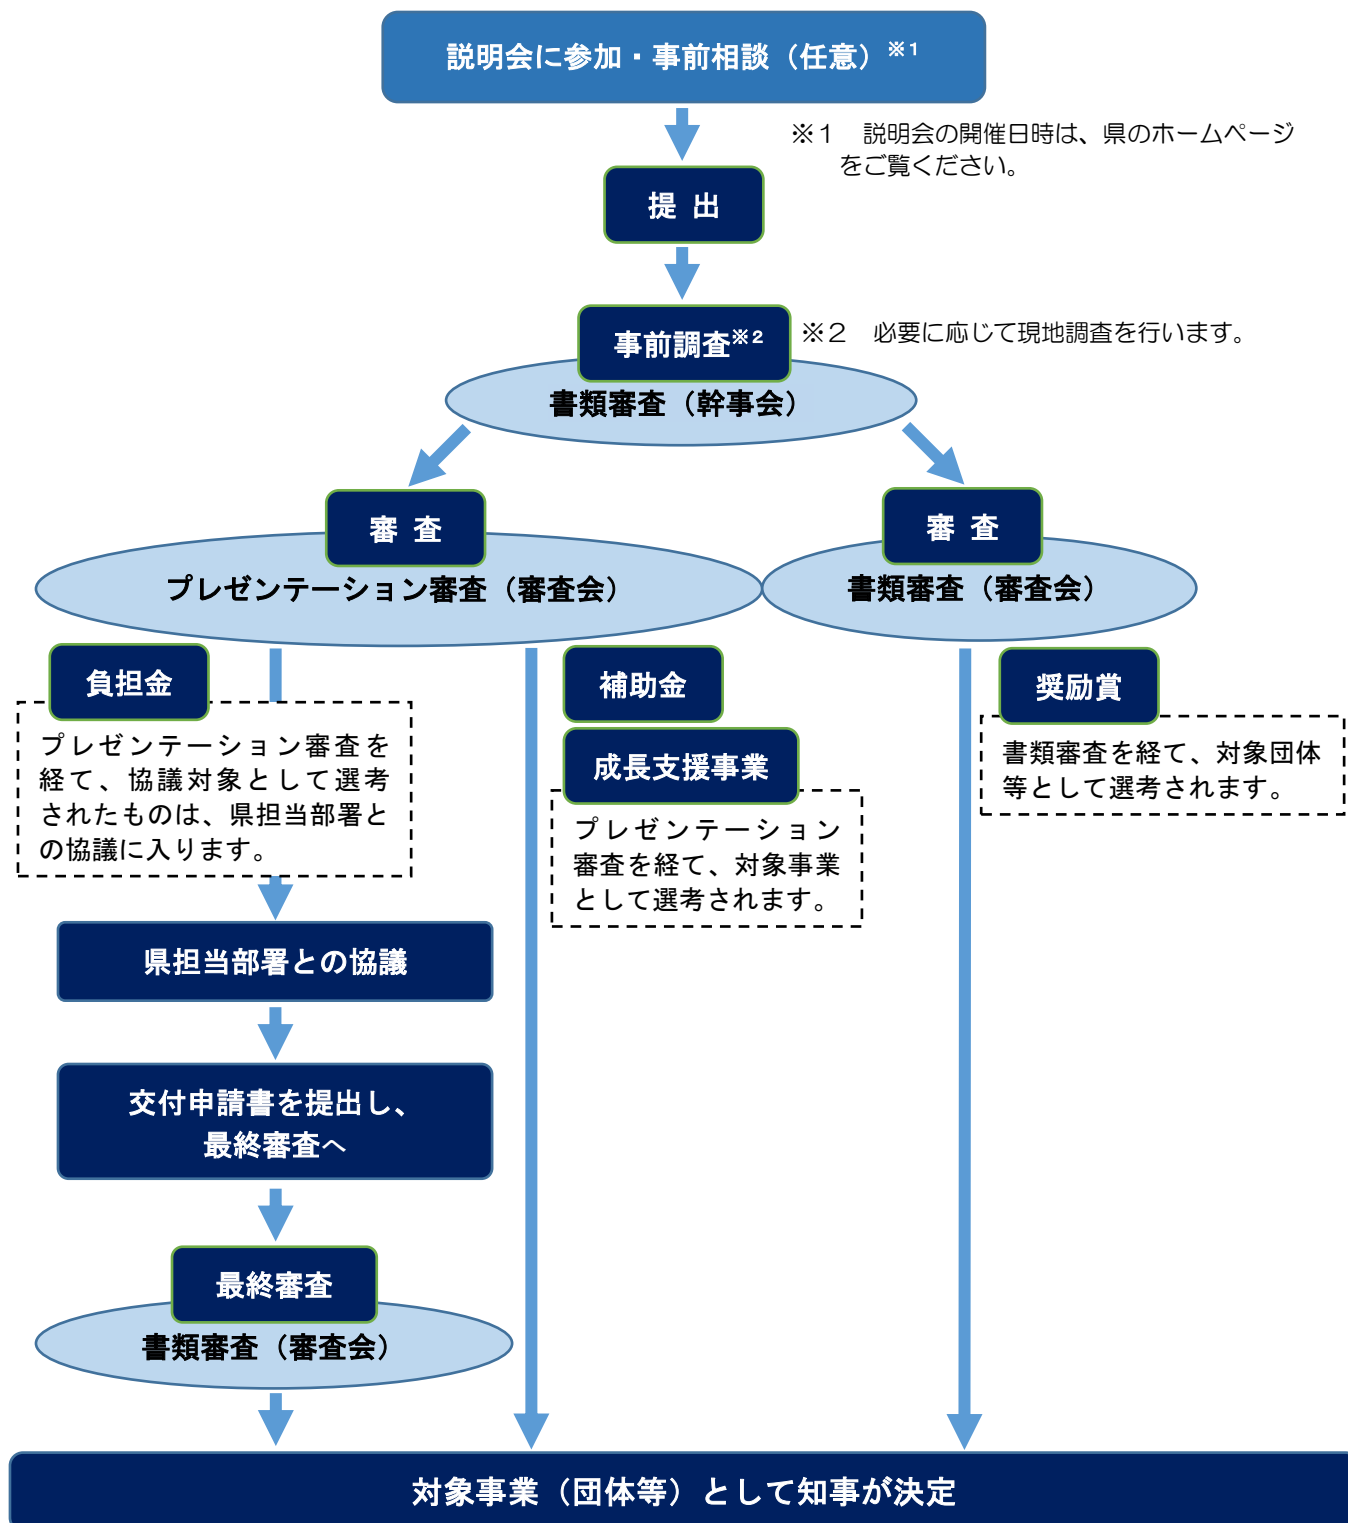 説明会に参加・事前相談（任意）※1
※１　説明会の開催日時は、県のホームページ
をご覧ください。
提 出
事前調査※2
※２　必要に応じて現地調査を行います。
書類審査（幹事会）
審 査
プレゼンテーション審査（審査会）
審 査
書類審査（審査会）
負担金
プレゼンテーション審査を
経て、協議対象として選考
されたものは、県担当部署と
の協議に入ります。
補助金
成長支援事業
プレゼンテーション
審査を経て、対象事業
として選考されます。
奨励賞
書類審査を経て、対象団体
等として選考されます。
県担当部署との協議
交付申請書を提出し、
最終審査へ
最終審査
書類審査（審査会）
対象事業（団体等）として知事が決定